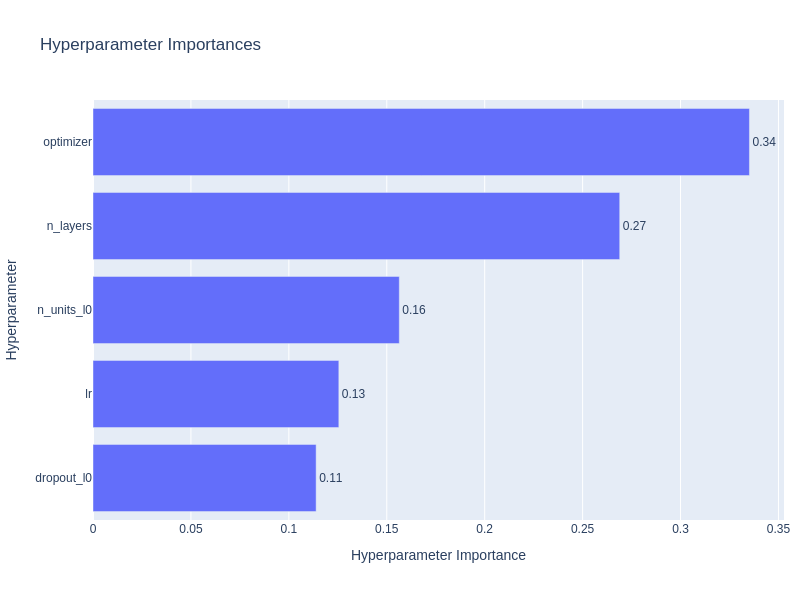 Hyperparameter Importances
Hyperparameter
optimizer
0.34
n_layers
0.27
n_units_l0
0.16
lr
0.13
dropout_l0
0.11
0
0.05
0.1
0.15
0.2
0.25
0.3
0.35
Hyperparameter Importance